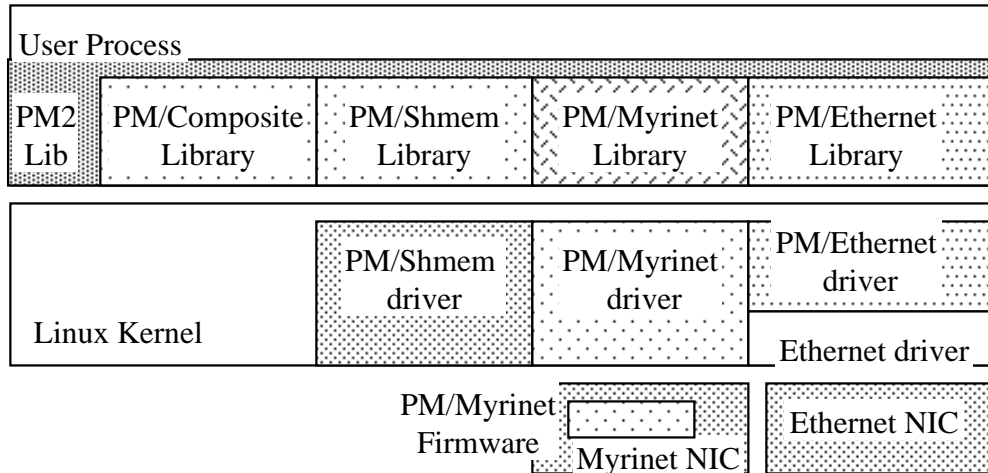 User Process
PM2
Lib
PM/Composite
Library
PM/Shmem
Library
PM/Myrinet
Library
PM/Ethernet
Library
PM/Shmem
driver
PM/Myrinet
driver
PM/Ethernet
driver
Linux Kernel
Ethernet driver
PM/Myrinet
Firmware
Myrinet NIC
Ethernet NIC